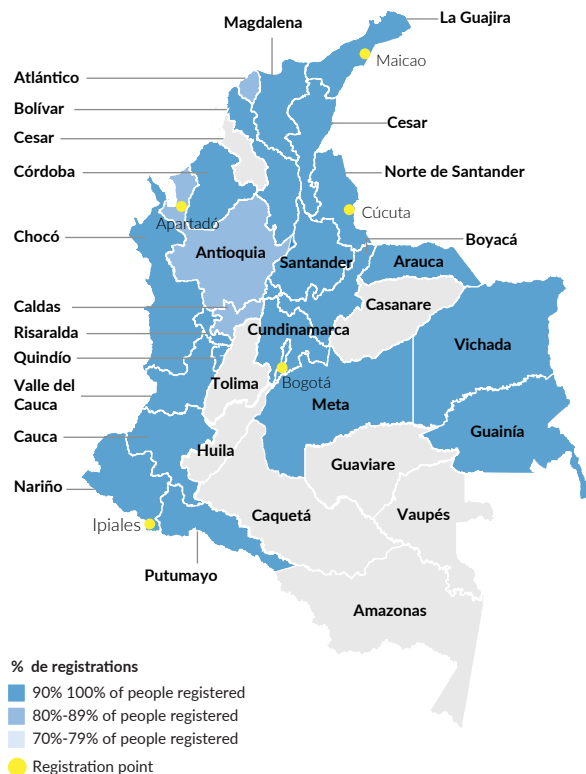 Magdalena
La Guajira
Maicao
Atlántico
Bolívar
Cesar
Cesar
Córdoba
Norte de Santander
Cúcuta
Apartadó
Chocó
Boyacá
Antioquia
Santander
Arauca
Casanare
Caldas
Cundinamarca
Risaralda
Vichada
Quindío
Tolima
Bogotá
Valle del
Cauca
Meta
Cauca
Guainía
Huila
Guaviare
Nariño
Ipiales
Caquetá
Vaupés
Putumayo
Amazonas
% de registrations
90% 100% of people registered
80%-89% of people registered
70%-79% of people registered
Registration point